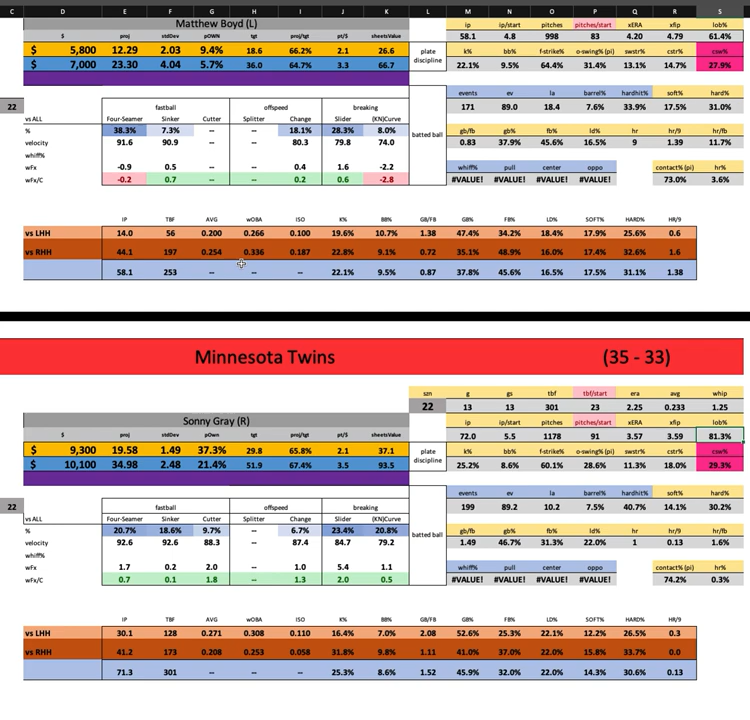 C D E F G H I J K L M N O P Q R S
Matthew Boyd (L) ip ip/start pitches pitches/start xERA xfip lob%
$ proj stdDev pOWN tgt proj/tgt pt/$ sheetsValue 58.1 4.8 998 83 4.20 4.79 61.4%
$ 5,800 12.29 2.03 9.4% 18.6 66.2% 2.1 26.6 plate discipline k% bb% f-strike% o-swing% (pi) swstr% cstr% csw%
$ 7,000 23.30 4.04 5.7% 36.0 64.7% 3.3 66.7 22.1% 9.5% 64.4% 31.4% 13.1% 14.7% 27.9%
events ev la barrel% hardhit% soft% hard%
22 fastball offspeed breaking 171 89.0 18.4 7.6% 33.9% 17.5% 31.0%
vs ALL Four-Seamer Sinker Cutter Splitter Change Slider (KN)Curve
% 38.3% 7.3% -- -- 18.1% 28.3% 8.0% batted ball gb/fb gb% fb% ld% hr hr/9 hr/fb
velocity 91.6 90.9 -- -- 80.3 79.8 74.0 0.83 37.9% 45.6% 16.5% 9 1.39 11.7%
whiff%
wFx -0.9 0.5 -- -- 0.4 1.6 -2.2 whiff% pull center oppo contact% (pi) hr%
wFx/C -0.2 0.7 -- -- 0.2 0.6 -2.8 #VALUE! #VALUE! #VALUE! #VALUE! 73.0% 3.6%
IP TBF AVG wOBA ISO K% BB% GB/FB GB% FB% LD% SOFT% HARD% HR/9
vs LHH 14.0 56 0.200 0.266 0.100 19.6% 10.7% 1.38 47.4% 34.2% 18.4% 17.9% 25.6% 0.6
vs RHH 44.1 197 0.254 0.336 0.187 22.8% 9.1% 0.72 35.1% 48.9% 16.0% 17.4% 32.6% 1.6
58.1 253 -- -- -- 22.1% 9.5% 0.87 37.8% 45.6% 16.5% 17.5% 31.1% 1.38
Minnesota Twins (35 - 33)
szn g gs tbf tbf/start era avg whip
22 13 13 301 23 2.25 0.233 1.25
Sonny Gray (R) ip ip/start pitches pitches/start xERA xfip lob%
$ proj stdDev pOwn tgt proj/tgt pt/$ sheetsValue 72.0 5.5 1178 91 3.57 3.59 81.3%
$ 9,300 19.58 1.49 37.3% 29.8 65.8% 2.1 37.1 plate discipline k% bb% f-strike% o-swing% (pi) swstr% cstr% csw%
$ 10,100 34.98 2.48 21.4% 51.9 67.4% 3.5 93.5 25.2% 8.6% 60.1% 28.6% 11.3% 18.0% 29.3%
events ev la barrel% hardhit% soft% hard%
22 fastball offspeed breaking 199 89.2 10.2 7.5% 40.7% 14.1% 30.2%
vs ALL Four-Seamer Sinker Cutter Splitter Change Slider (KN)Curve
% 20.7% 18.6% 9.7% -- 6.7% 23.4% 20.8% batted ball gb/fb gb% fb% ld% hr hr/9 hr/fb
velocity 92.6 92.6 88.3 -- 87.4 84.7 79.2 1.49 46.7% 31.3% 22.0% 1 0.13 1.6%
whiff%
wFx 1.7 0.2 2.0 -- 1.0 5.4 1.1 whiff% pull center oppo contact% (pi) hr%
wFx/C 0.7 0.1 1.8 -- 1.3 2.0 0.5 #VALUE! #VALUE! #VALUE! #VALUE! 74.2% 0.3%
IP TBF AVG wOBA ISO K% BB% GB/FB GB% FB% LD% SOFT% HARD% HR/9
vs LHH 30.1 128 0.271 0.308 0.110 16.4% 7.0% 2.08 52.6% 25.3% 22.1% 12.2% 26.5% 0.3
vs RHH 41.2 173 0.208 0.253 0.058 31.8% 9.8% 1.11 41.0% 37.0% 22.0% 15.8% 33.7% 0.0
71.3 301 -- -- -- 25.3% 8.6% 1.52 45.9% 32.0% 22.0% 14.3% 30.6% 0.13